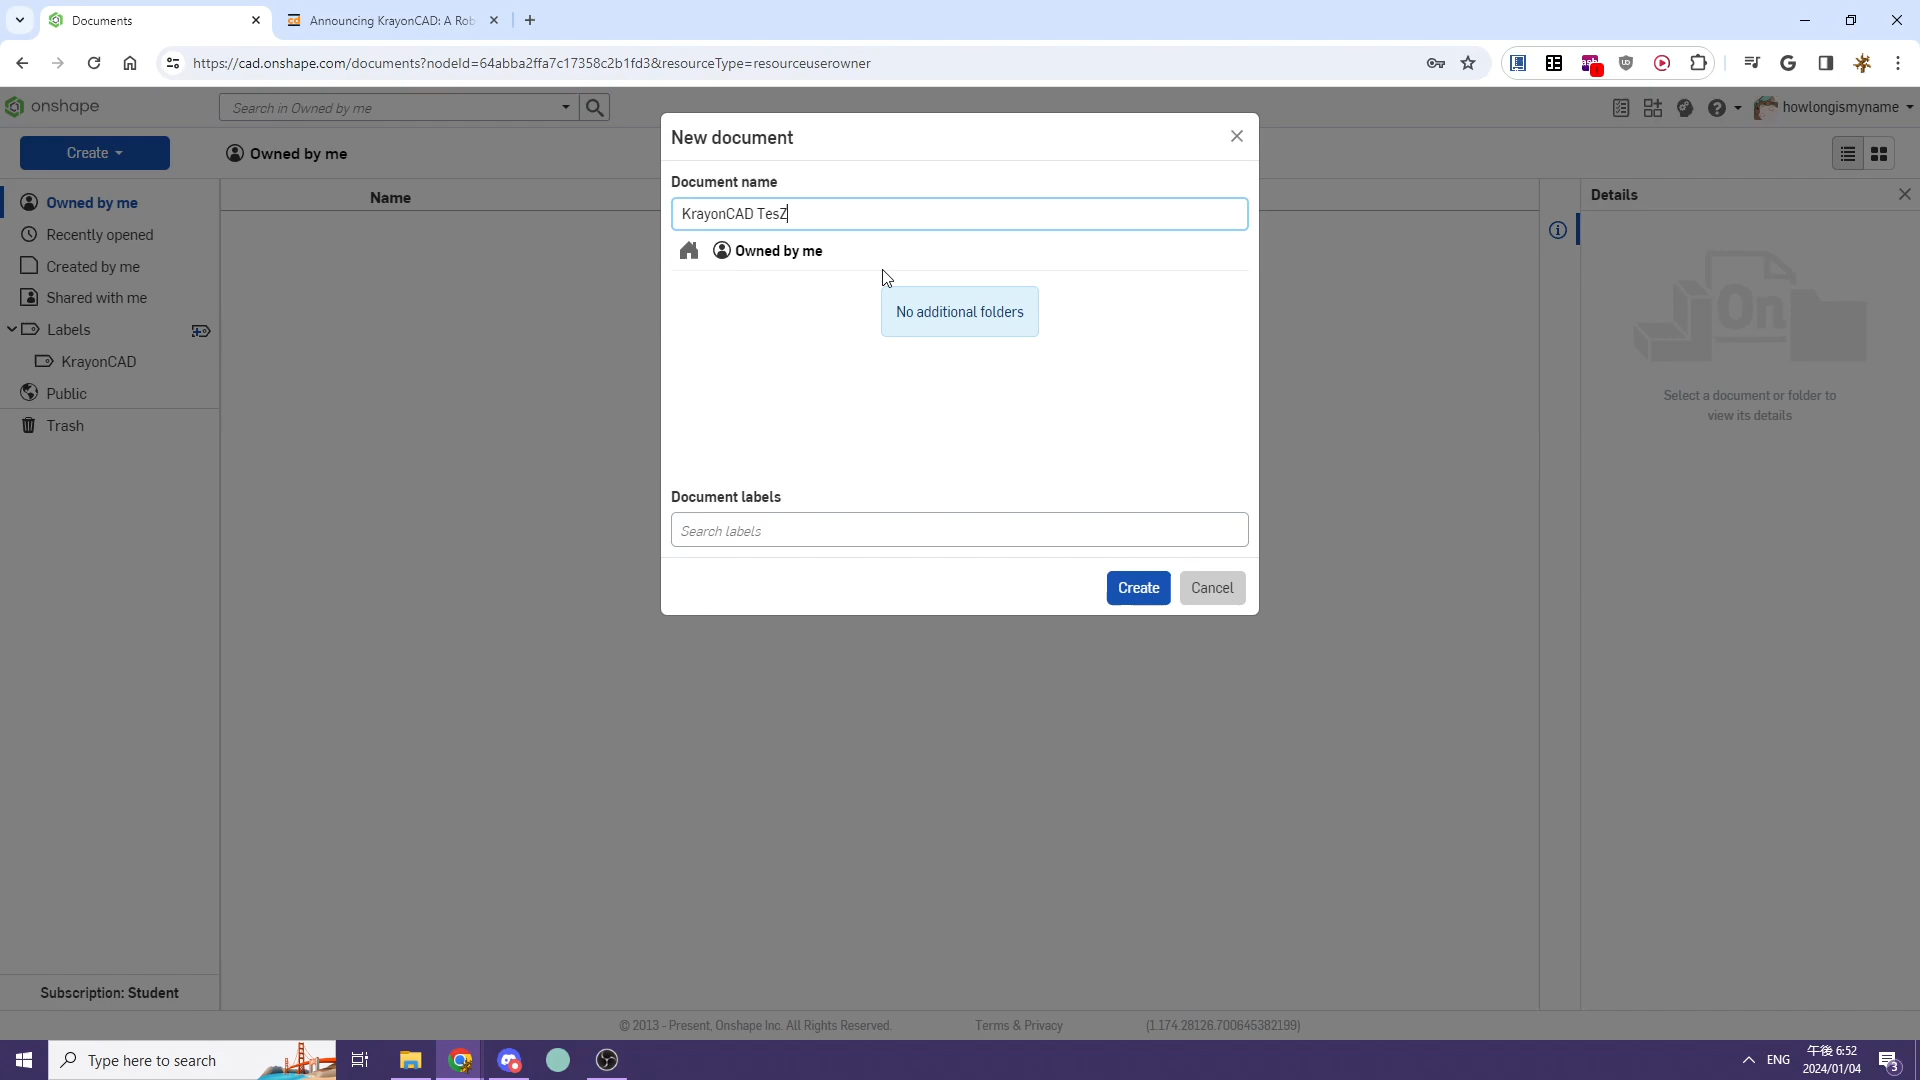 Documents
Announcing KrayonCAD: A Rob
https://cad.onshape.com/documents?nodeId=64abba2ffa7c17358c2b1fd3&resourceType=resourceuserowner
onshape
Search in Owned by me
howlongismyname
Create
Owned by me
Owned by me
Recently opened
Created by me
Shared with me
Labels
KrayonCAD
Public
Trash
Name
New document
Document name
KrayonCAD TesZ
Owned by me
No additional folders
Document labels
Search labels
Create
Cancel
Details
On
Select a document or folder to
view its details
Subscription: Student
© 2013 - Present, Onshape Inc. All Rights Reserved.
Terms & Privacy
(1.174.28126.700645382199)
Type here to search
ENG
午後 6:52
2024/01/04
3